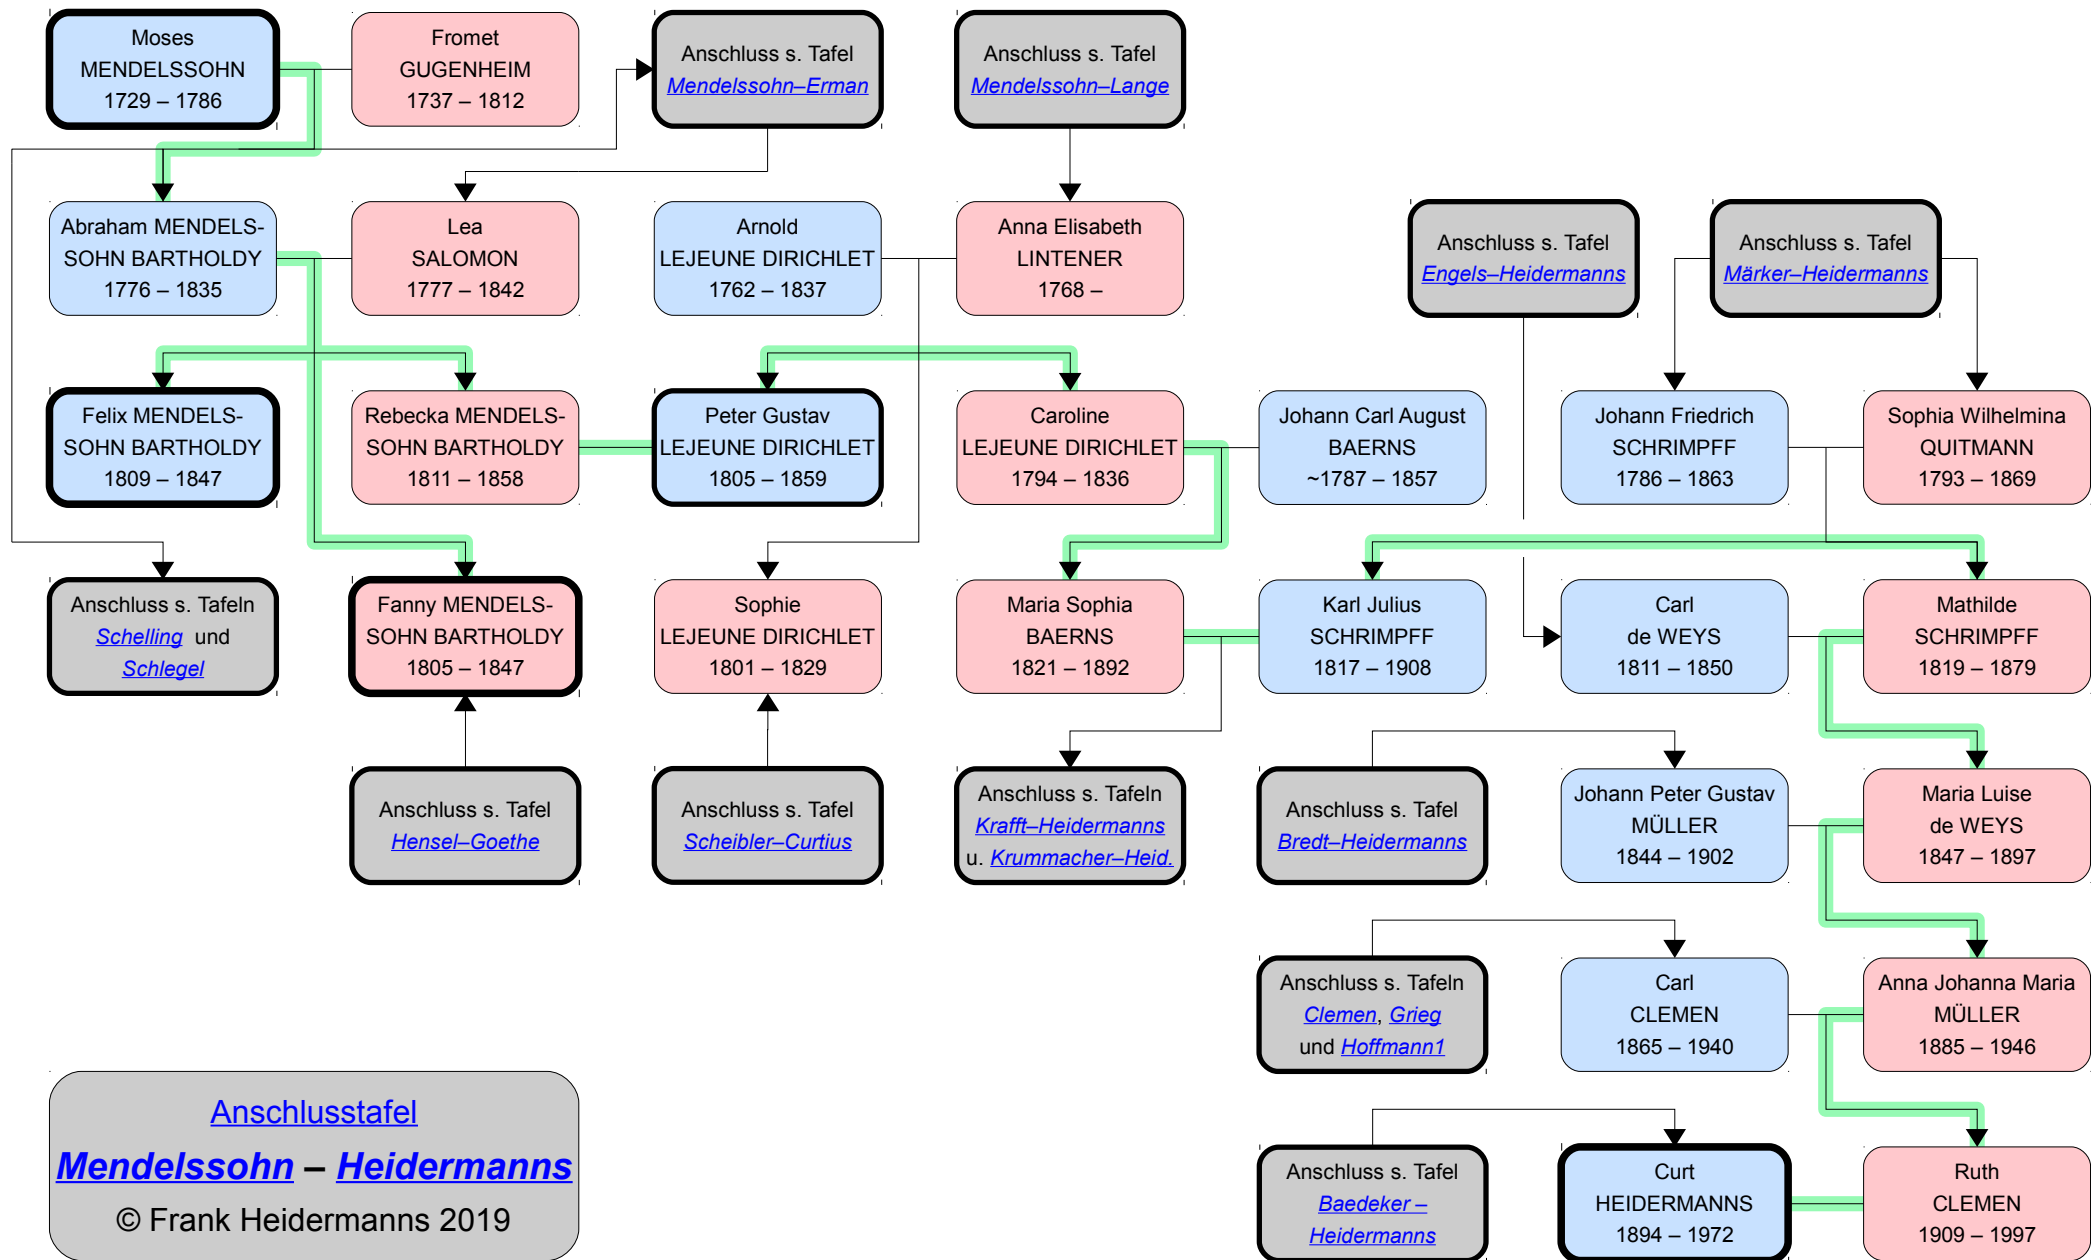 Moses
MENDELSSOHN
1729 – 1786
Fromet
GUGENHEIM
1737 – 1812
Anschluss s. Tafel
Mendelssohn–Erman
Anschluss s. Tafel
Mendelssohn–Lange
Abraham MENDELS-
SOHN BARTHOLDY
1776 – 1835
Lea
SALOMON
1777 – 1842
Arnold
LEJEUNE DIRICHLET
1762 – 1837
Anna Elisabeth
LINTENER
1768 –
Anschluss s. Tafel
Engels–Heidermanns
Anschluss s. Tafel
Märker–Heidermanns
Felix MENDELS-
SOHN BARTHOLDY
1809 – 1847
Rebecka MENDELS-
SOHN BARTHOLDY
1811 – 1858
Peter Gustav
LEJEUNE DIRICHLET
1805 – 1859
Caroline
LEJEUNE DIRICHLET
1794 – 1836
Johann Carl August
BAERNS
~1787 – 1857
Johann Friedrich
SCHRIMPFF
1786 – 1863
Sophia Wilhelmina
QUITMANN
1793 – 1869
Anschluss s. Tafeln
Schelling und
Schlegel
Fanny MENDELS-
SOHN BARTHOLDY
1805 – 1847
Sophie
LEJEUNE DIRICHLET
1801 – 1829
Maria Sophia
BAERNS
1821 – 1892
Karl Julius
SCHRIMPFF
1817 – 1908
Carl
de WEYS
1811 – 1850
Mathilde
SCHRIMPFF
1819 – 1879
Anschluss s. Tafel
Hensel–Goethe
Anschluss s. Tafel
Scheibler–Curtius
Anschluss s. Tafeln
Krafft–Heidermanns
u. Krummacher–Heid.
Anschluss s. Tafel
Bredt–Heidermanns
Johann Peter Gustav
MÜLLER
1844 – 1902
Maria Luise
de WEYS
1847 – 1897
Anschluss s. Tafeln
Clemen, Grieg
und Hoffmann1
Carl
CLEMEN
1865 – 1940
Anna Johanna Maria
MÜLLER
1885 – 1946
Anschlusstafel
Mendelssohn – Heidermanns
© Frank Heidermanns 2019
Anschluss s. Tafel
Baedeker –
Heidermanns
Curt
HEIDERMANNS
1894 – 1972
Ruth
CLEMEN
1909 – 1997